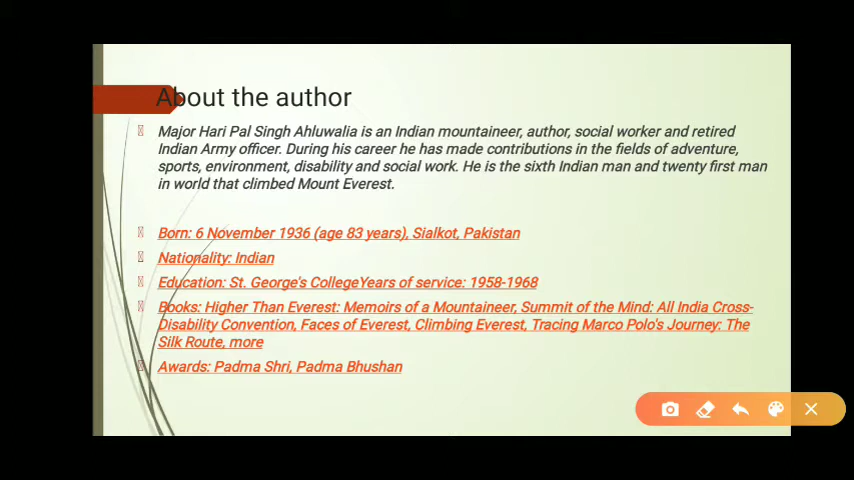 About the author
Major Hari Pal Singh Ahluwalia is an Indian mountaineer, author, social worker and retired
Indian Army officer. During his career he has made contributions in the fields of adventure,
sports, environment, disability and social work. He is the sixth Indian man and twenty first man
in world that climbed Mount Everest.
Born: 6 November 1936 (age 83 years), Sialkot, Pakistan
Nationality: Indian
Education: St. George's CollegeYears of service: 1958-1968
Books: Higher Than Everest: Memoirs of a Mountaineer, Summit of the Mind: All India Cross-
Disability Convention, Faces of Everest, Climbing Everest, Tracing Marco Polo's Journey: The
Silk Route, more
Awards: Padma Shri, Padma Bhushan